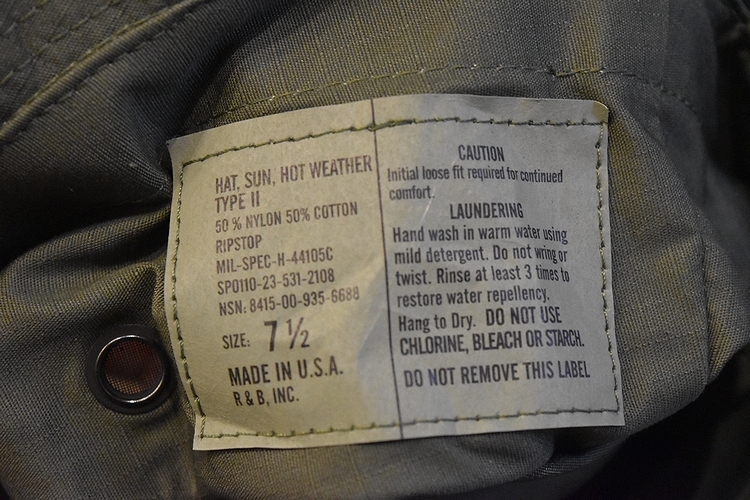 HAT, SUN, HOT WEATHER
TYPE II
50 % NYLON 50% COTTON
RIPSTOP
MIL-SPEC-H-44105C
SP0110-23-531-2108
NSN: 8415-00-935-6688
SIZE: 7 1/2
MADE IN U.S.A.
R & B, INC.
CAUTION
Initial loose fit required for continued
comfort.
LAUNDERING
Hand wash in warm water using
mild detergent. Do not wring or
twist. Rinse at least 3 times to
restore water repellency.
Hang to Dry. DO NOT USE
CHLORINE, BLEACH OR STARCH.
DO NOT REMOVE THIS LABEL